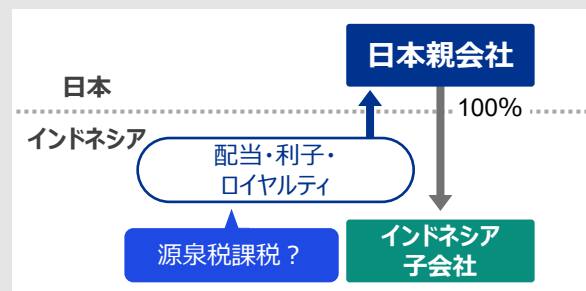 日本親会社
日本
100%
インドネシア
配当・利子・
ロイヤルティ
源泉税課税？
インドネシア
子会社